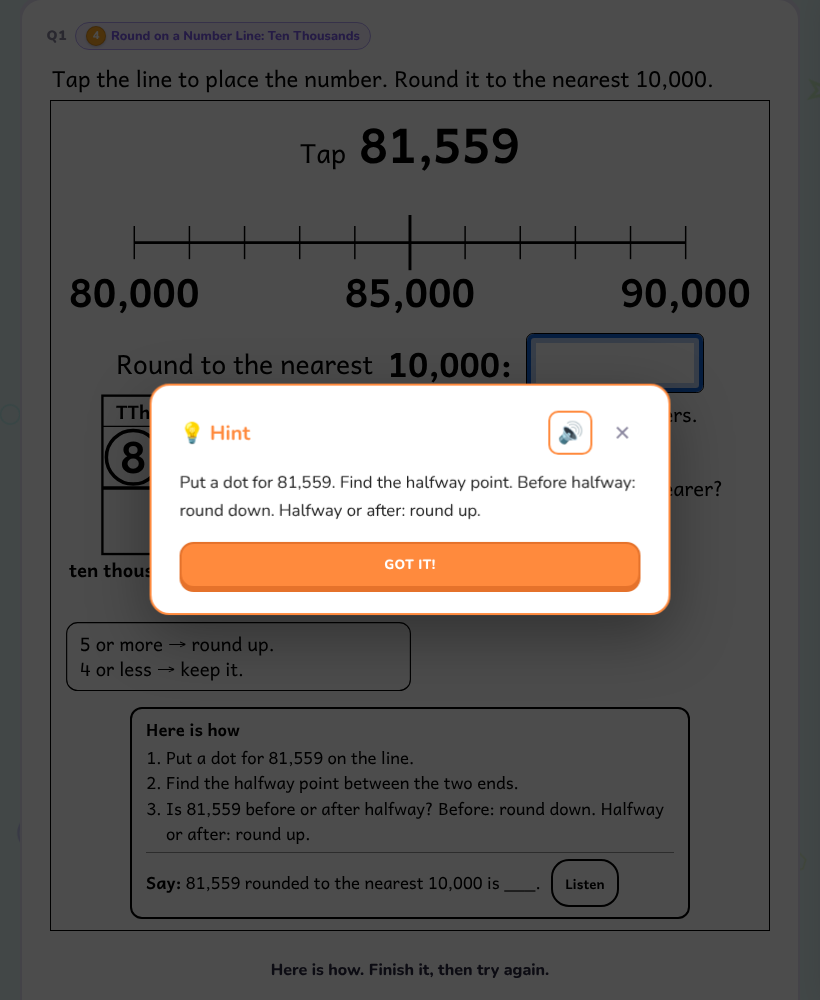 Q1 4 Round on a Number Line: Ten Thousands
Tap the line to place the number. Round it to the nearest 10,000.
Tap 81,559
80,000 85,000 90,000
Round to the nearest 10,000:
TTh
8
💡 Hint 🔊 ✕
Put a dot for 81,559. Find the halfway point. Before halfway:
round down. Halfway or after: round up.
GOT IT!
5 or more → round up.
4 or less → keep it.
Here is how
1. Put a dot for 81,559 on the line.
2. Find the halfway point between the two ends.
3. Is 81,559 before or after halfway? Before: round down. Halfway
or after: round up.
Say: 81,559 rounded to the nearest 10,000 is ___. Listen
Here is how. Finish it, then try again.